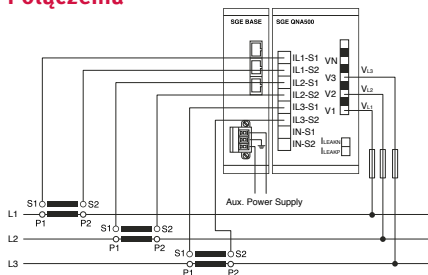 Połączenia
SGE BASE SGE QNA500
IL1-S1 VN
IL1-S2 V3 VL3
IL2-S1 V2 VL2
IL2-S2 V1 VL1
IL3-S1
IL3-S2
IN-S1 ILEAKN
IN-S2 ILEAKP
Aux. Power Supply
S1 S2
L1 P1 P2
S1 S2
L2 P1 P2
S1 S2
L3 P1 P2